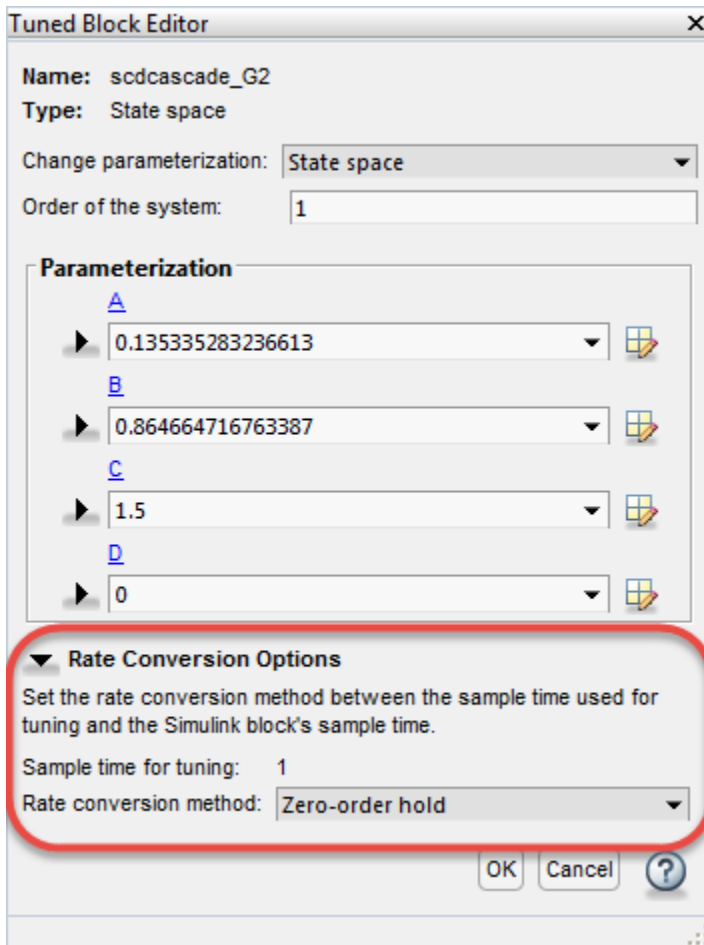 Tuned Block Editor
Name: scdcascade_G2
Type: State space
Change parameterization: State space
Order of the system: 1
Parameterization
A
0.135335283236613
B
0.864664716763387
C
1.5
D
0
Rate Conversion Options
Set the rate conversion method between the sample time used for
tuning and the Simulink block's sample time.
Sample time for tuning: 1
Rate conversion method: Zero-order hold
OK Cancel ?